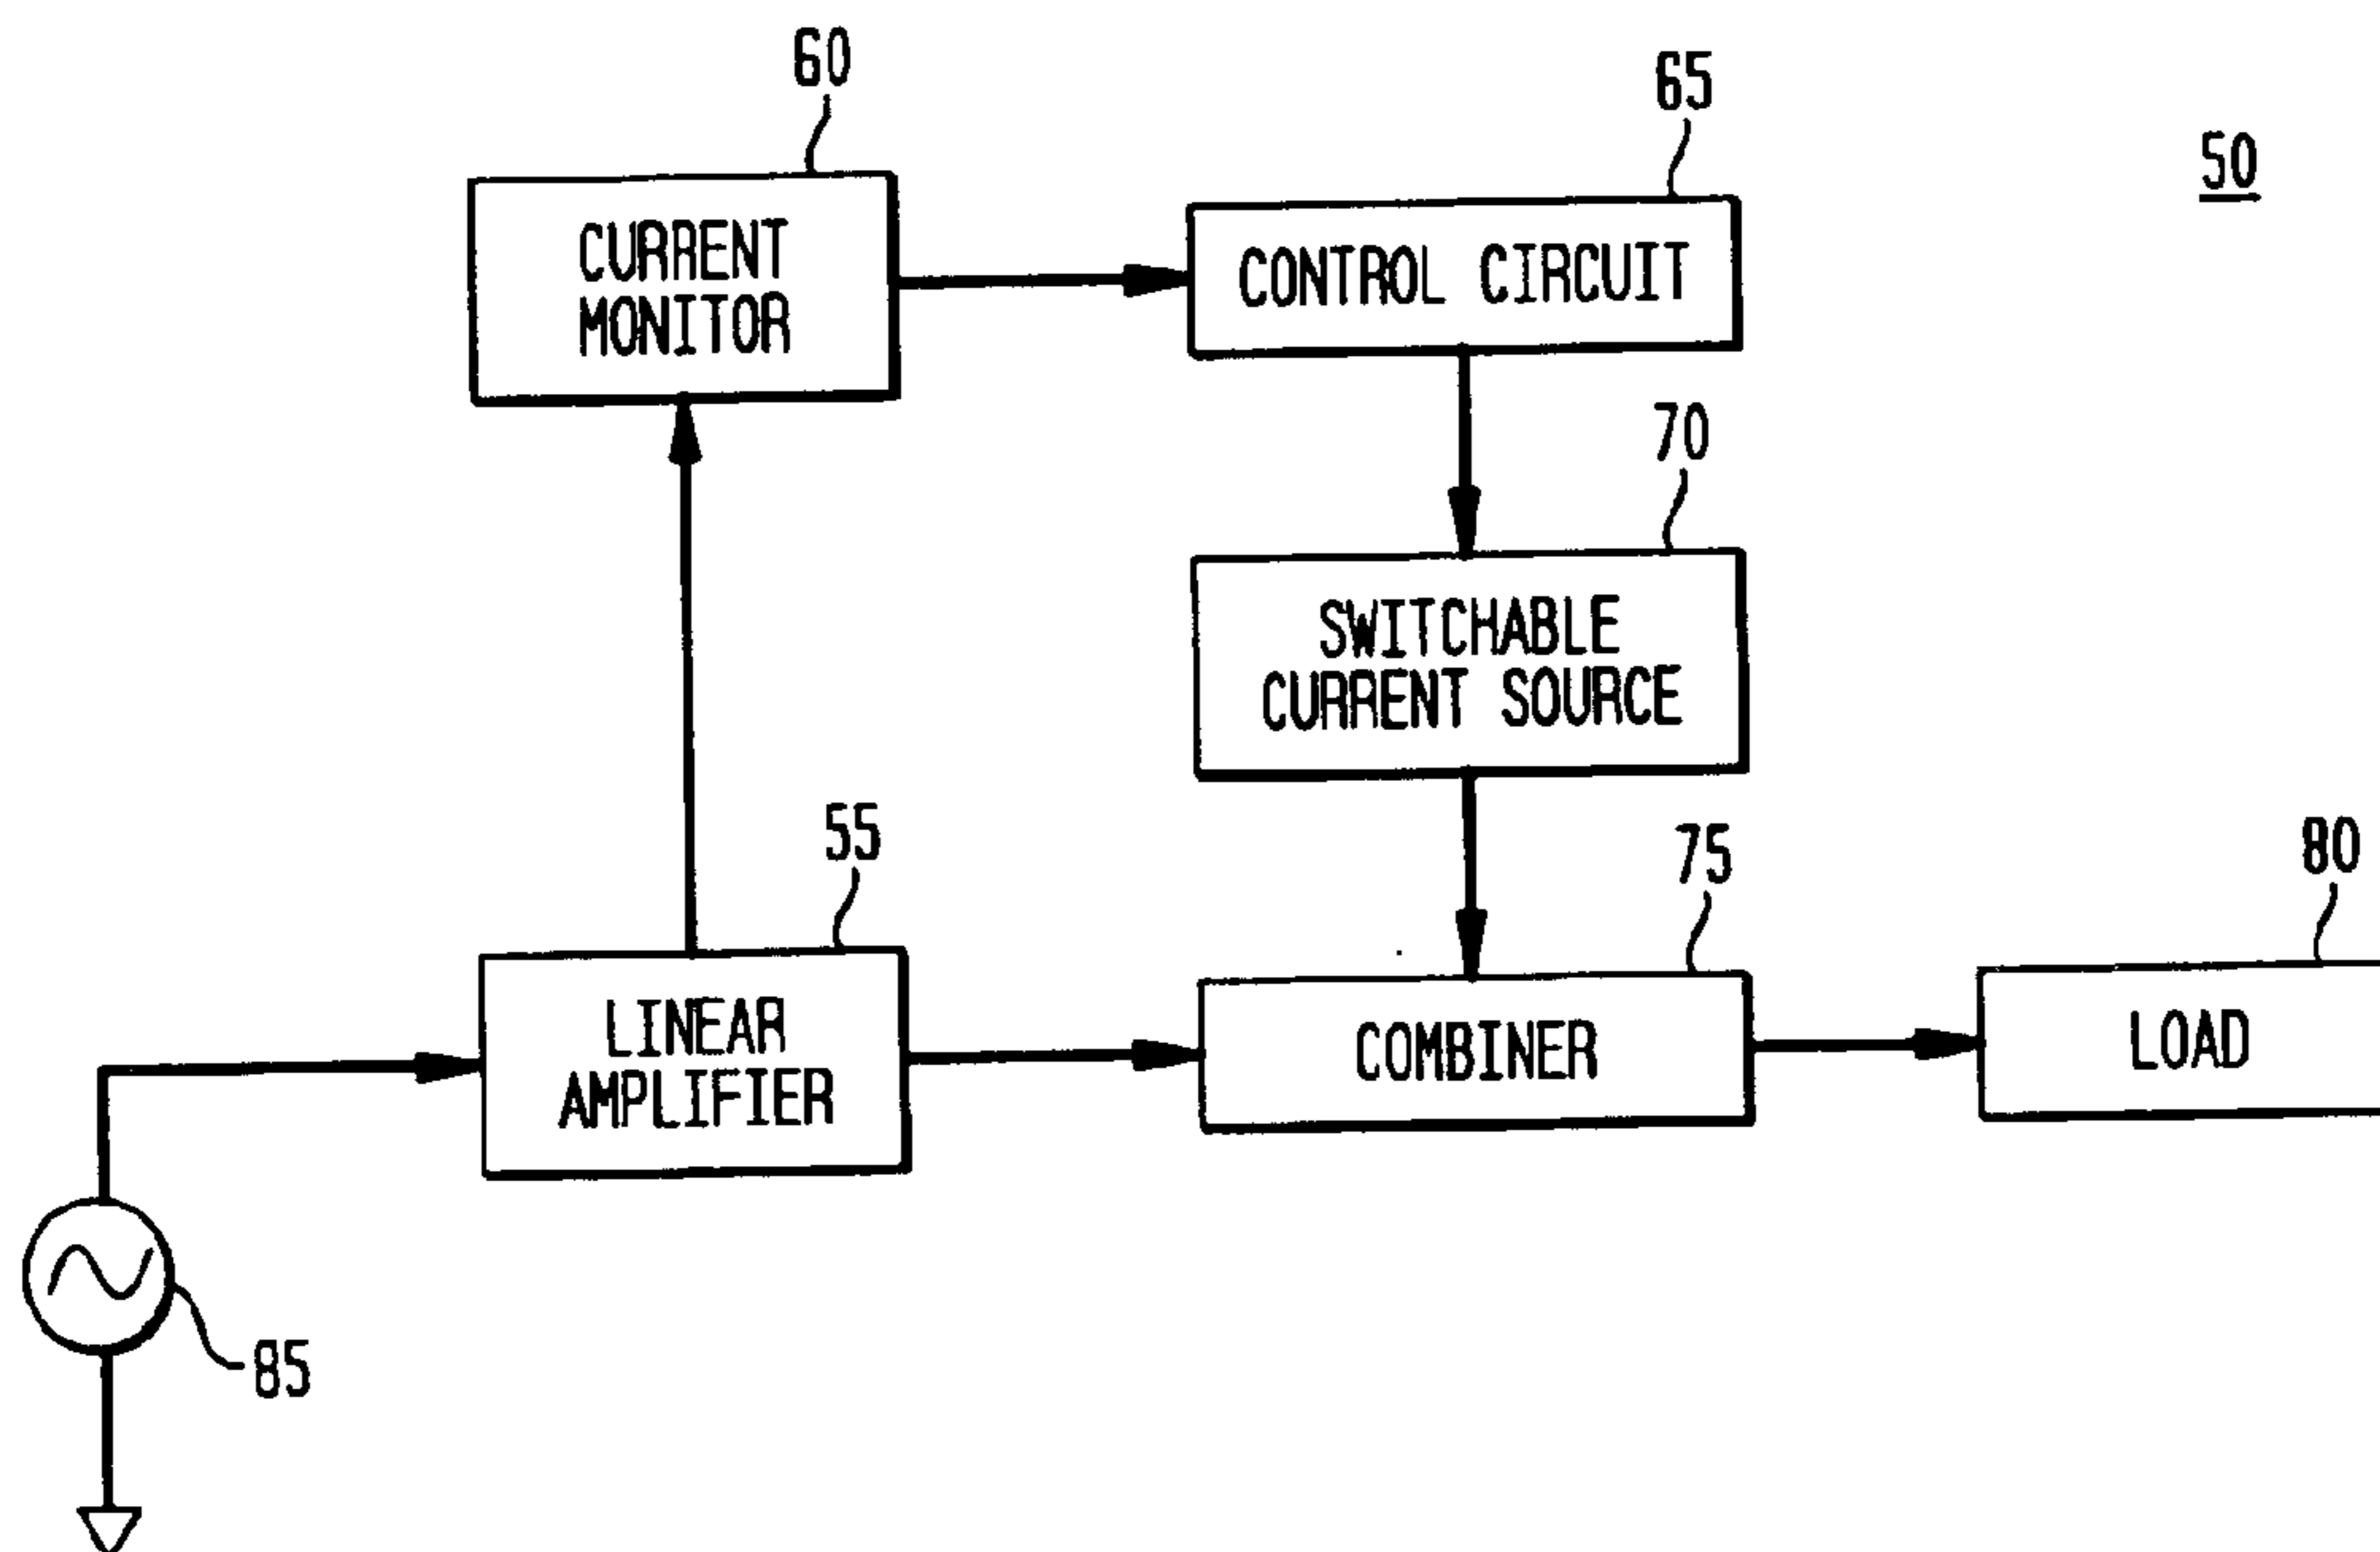 60
65
50
CURRENT
MONITOR
CONTROL CIRCUIT
70
SWITCHABLE
CURRENT SOURCE
55
75
80
LINEAR
AMPLIFIER
COMBINER
LOAD
85